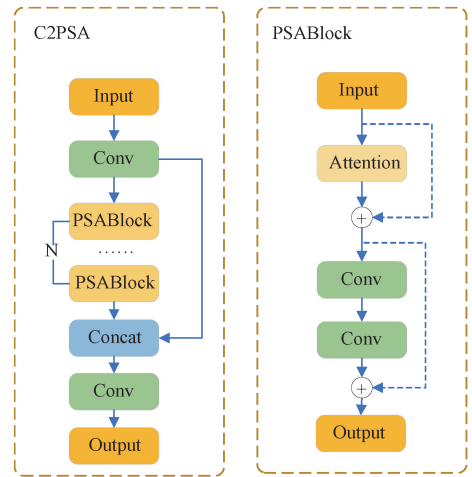 C2PSA
Input
Conv
PSABlock
N
......
PSABlock
Concat
Conv
Output
PSABlock
Input
Attention
+
Conv
Conv
+
Output